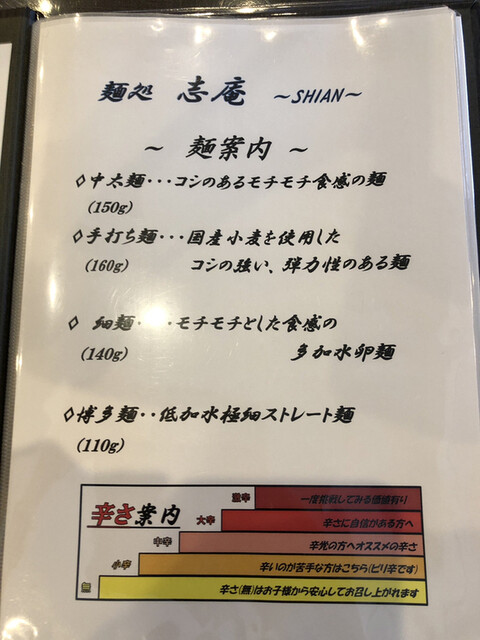 麺処 志庵 ～SHIAN～
～ 麺案内 ～
◇中太麺・・・コシのあるモチモチ食感の麺
(150g)
◇手打ち麺・・・国産小麦を使用した
(160g) コシの強い、弾力性のある麺
◇ 細麺・・・・モチモチとした食感の
(140g) 多加水卵麺
◇博多麺・・低加水極細ストレート麺
(110g)
辛さ案内
激辛 一度挑戦してみる価値有り
大辛 辛さに自信がある方へ
中辛 辛党の方へオススメの辛さ
小辛 辛いのが苦手な方はこちら(ピリ辛です)
無 辛さ(無)はお子様から安心してお召し上がれます